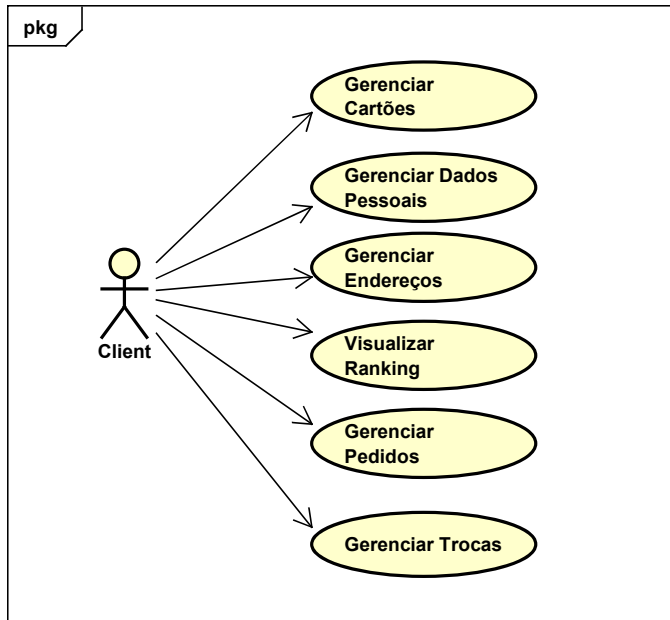 pkg
Gerenciar
Cartões
Gerenciar Dados
Pessoais
Gerenciar
Endereços
Client
Visualizar
Ranking
Gerenciar
Pedidos
Gerenciar Trocas